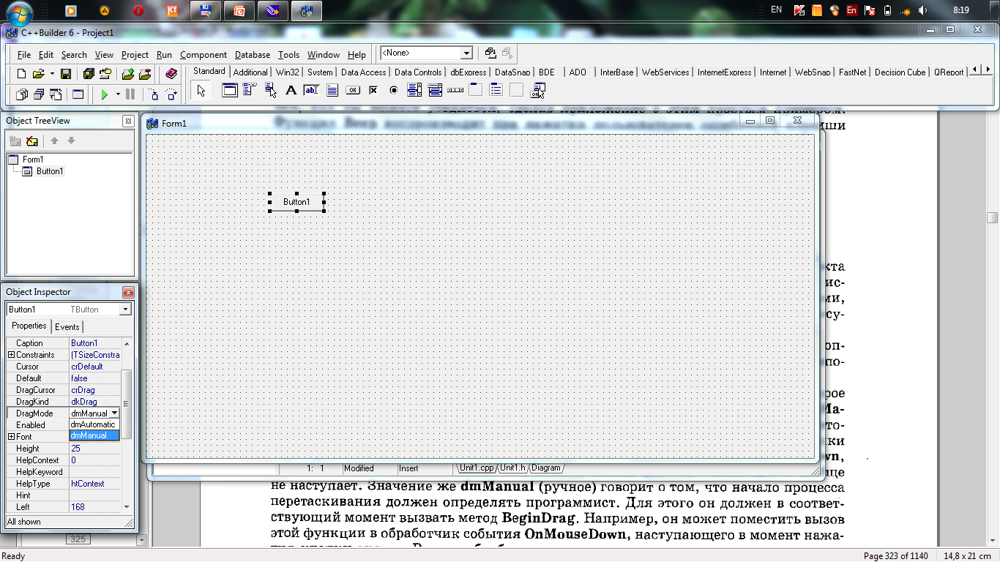 EN En 8:19
C++Builder 6 - Project1
File Edit Search View Project Run Component Database Tools Window Help <None>
Standard Additional Win32 System Data Access Data Controls dbExpress DataSnap BDE ADO InterBase WebServices InternetExpress Internet WebSnap FastNet Decision Cube QReport
Object TreeView
Form1
Button1
Form1
Button1
Object Inspector
Button1 TButton
Properties Events
Caption Button1
Constraints (TSizeConstra
Cursor crDefault
Default false
DragCursor crDrag
DragKind dkDrag
DragMode dmManual
Enabled dmAutomatic
Font dmManual
Height 25
HelpContext 0
HelpKeyword
HelpType htContext
Hint
Left 168
All shown
1: 1 Modified Insert Unit1.cpp Unit1.h Diagram
иши
кта
ис-
ми,
су-
оп-
по-
рое
Ma-
то-
ки
wn,
ще
не наступает. Значение же dmManual (ручное) говорит о том, что начало процесса
перетаскивания должен определять программист. Для этого он должен в соответ-
ствующий момент вызвать метод BeginDrag. Например, он может поместить вызов
этой функции в обработчик события OnMouseDown, наступающего в момент нажа-
325
Ready Page 323 of 1140 14,8 x 21 cm